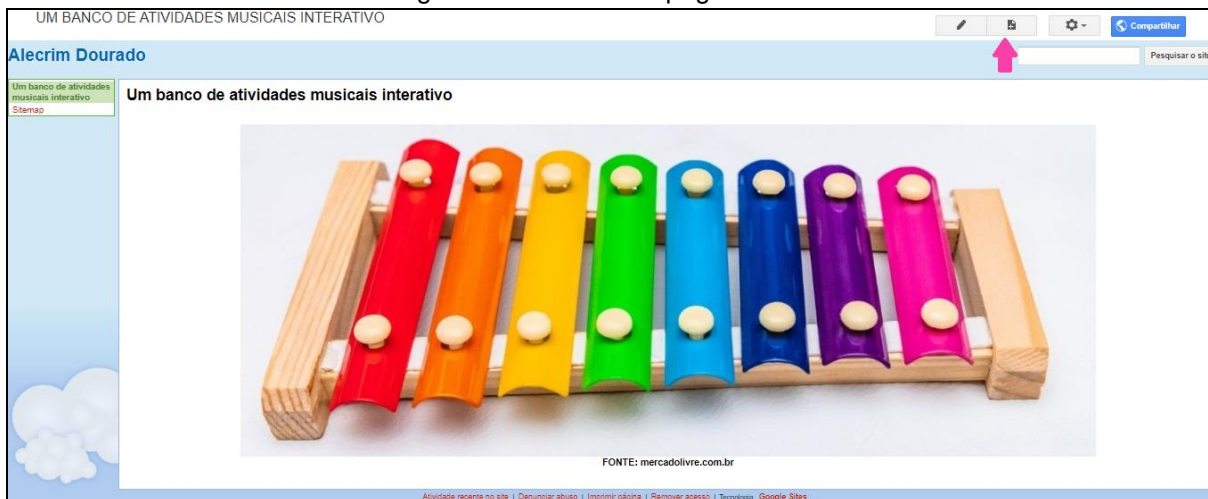 UM BANCO DE ATIVIDADES MUSICAIS INTERATIVO
Compartilhar
Alecrim Dourado
Pesquisar o site
Um banco de atividades
musicais interativo
Sitemap
Um banco de atividades musicais interativo
FONTE: mercadolivre.com.br
Atividade recente no site | Denunciar abuso | Imprimir página | Remover acesso | Tecnologia Google Sites